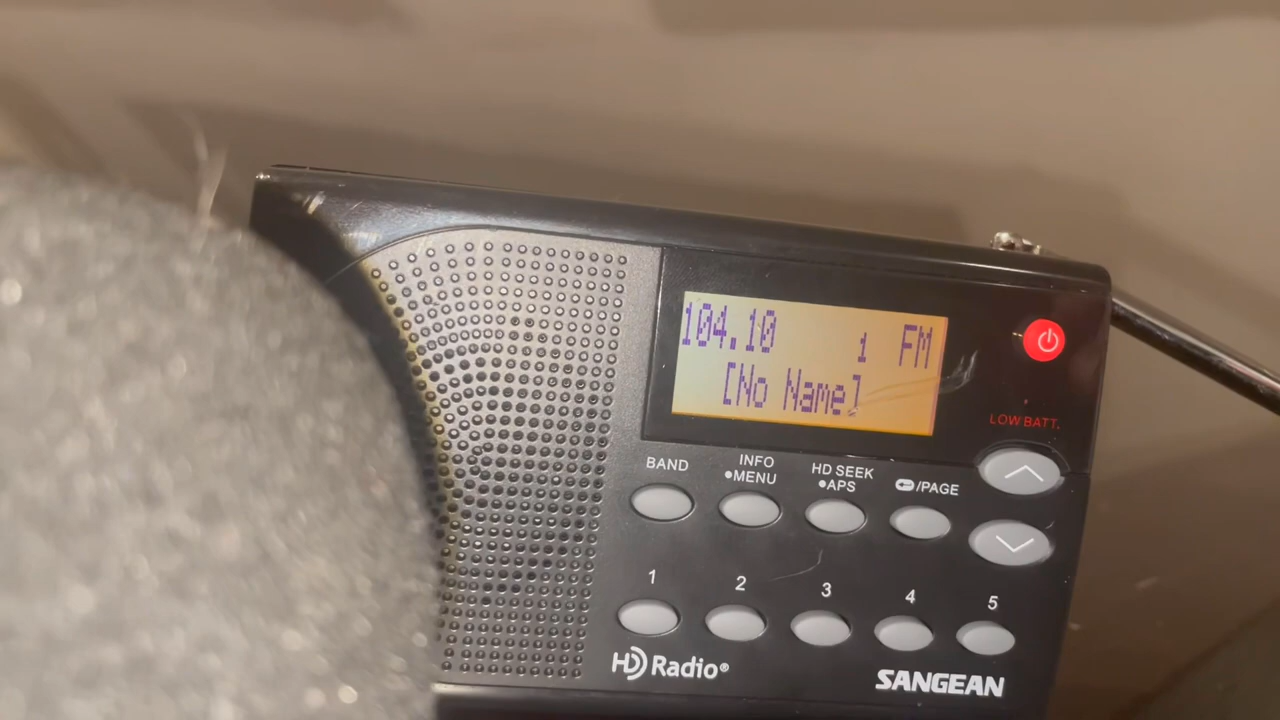 104.10 1 FM
[No Name]
LOW BATT.
BAND INFO HD SEEK /PAGE
•MENU •APS
1 2 3 4 5
HD Radio®
SANGEAN